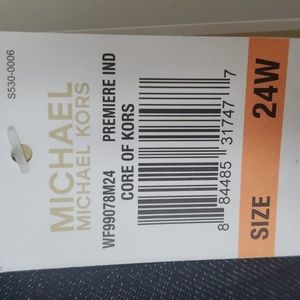 S530-0006
MICHAEL
MICHAEL KORS
WF99078M24 PREMIERE IND
CORE OF KORS
8 84485 31747 7
SIZE 24W